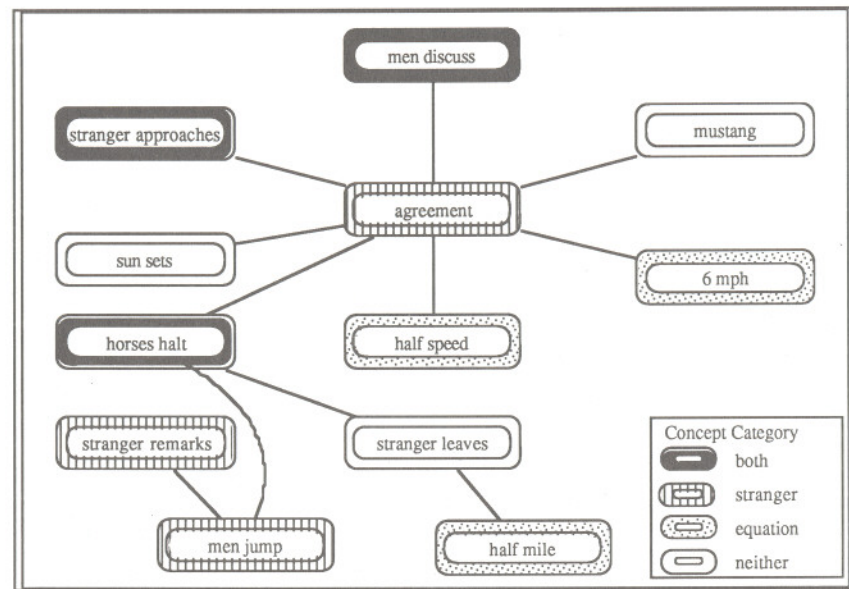 men discuss
stranger approaches
mustang
agreement
sun sets
6 mph
horses halt
half speed
stranger remarks
stranger leaves
men jump
half mile
Concept Category
both
stranger
equation
neither